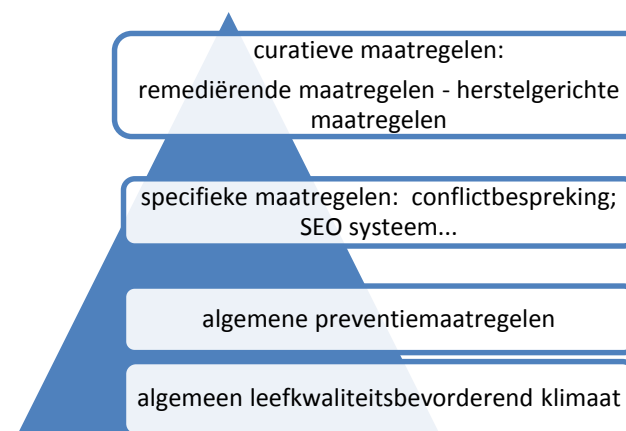 curatieve maatregelen:
remediërende maatregelen - herstelgerichte
maatregelen
specifieke maatregelen: conflictbespreking;
SEO systeem...
algemene preventiemaatregelen
algemeen leefkwaliteitsbevorderend klimaat